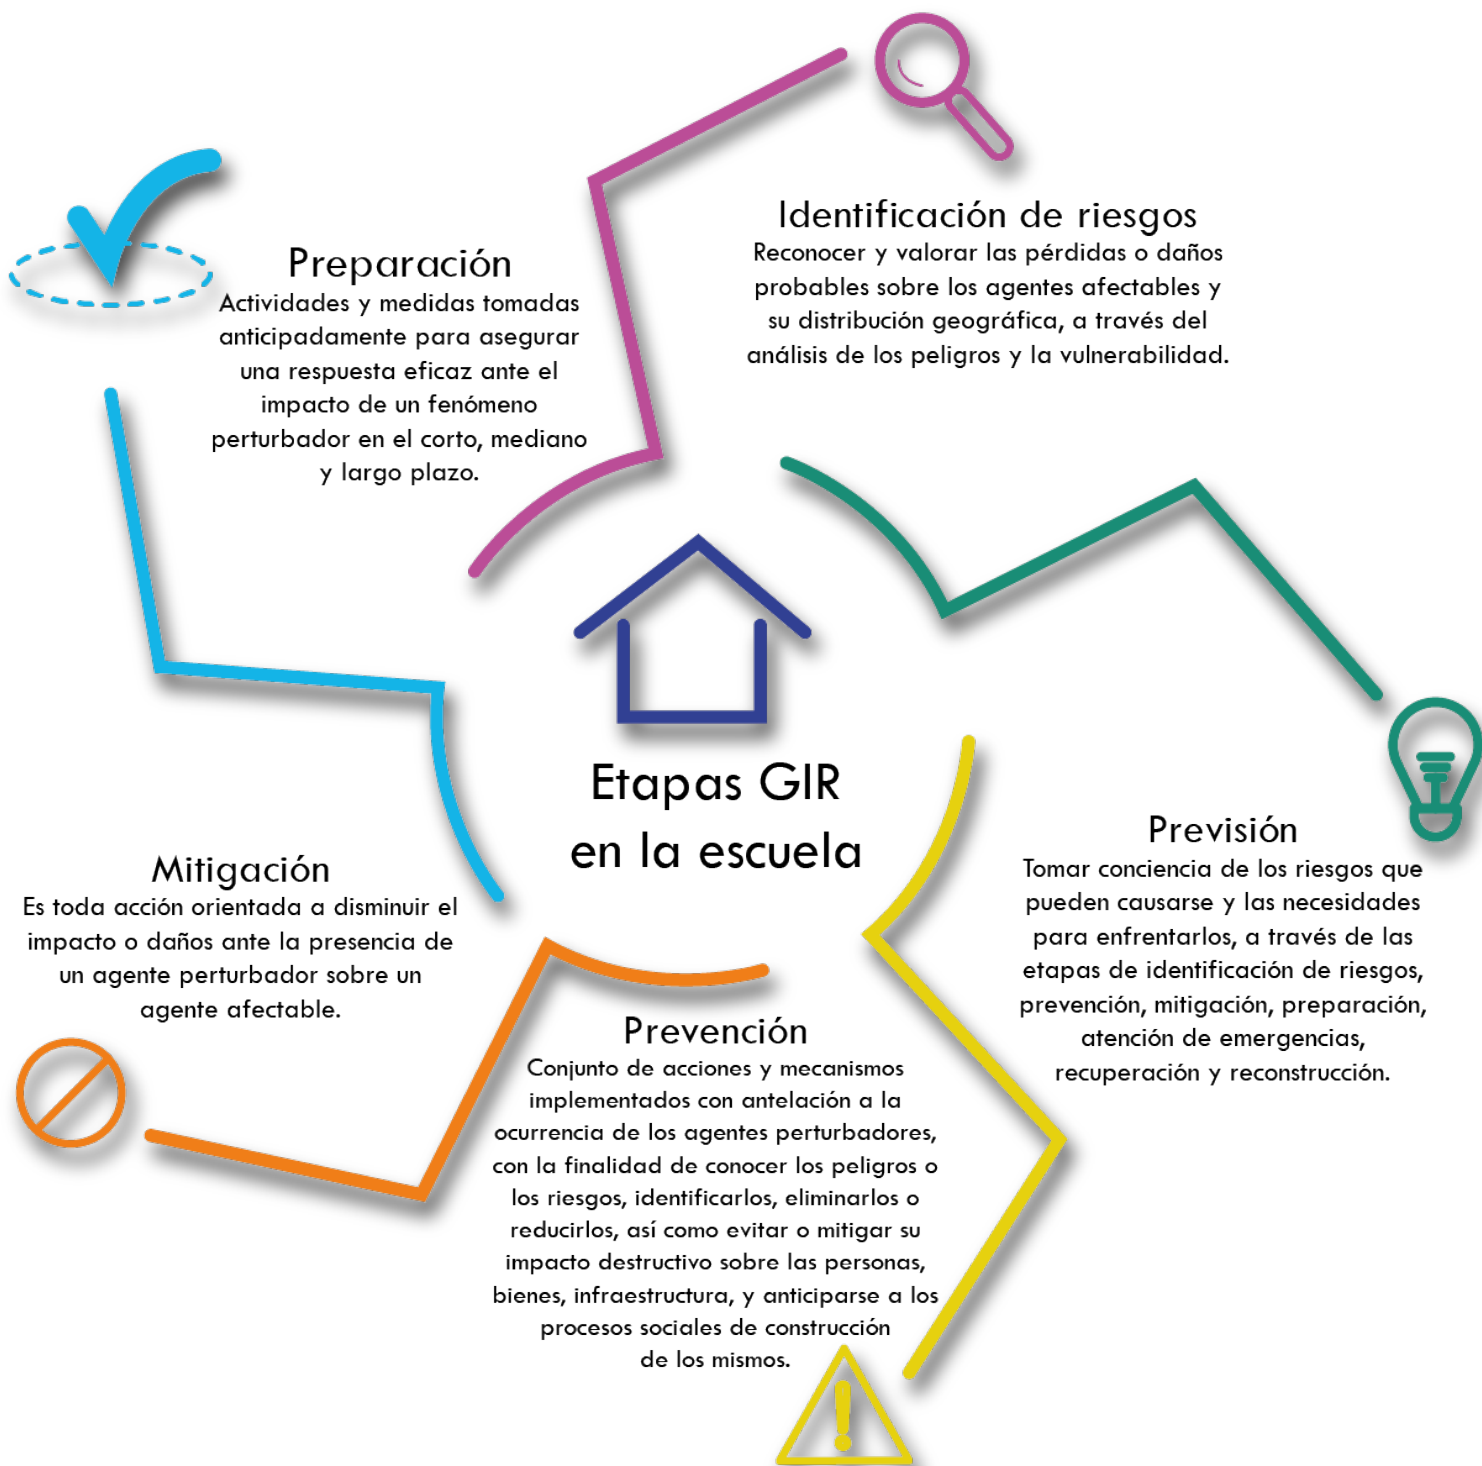 Etapas GIR
en la escuela
Identificación de riesgos
Reconocer y valorar las pérdidas o daños
probables sobre los agentes afectables y
su distribución geográfica, a través del
análisis de los peligros y la vulnerabilidad.
Previsión
Tomar conciencia de los riesgos que
pueden causarse y las necesidades
para enfrentarlos, a través de las
etapas de identificación de riesgos,
prevención, mitigación, preparación,
atención de emergencias,
recuperación y reconstrucción.
Prevención
Conjunto de acciones y mecanismos
implementados con antelación a la
ocurrencia de los agentes perturbadores,
con la finalidad de conocer los peligros o
los riesgos, identificarlos, eliminarlos o
reducirlos, así como evitar o mitigar su
impacto destructivo sobre las personas,
bienes, infraestructura, y anticiparse a los
procesos sociales de construcción
de los mismos.
Mitigación
Es toda acción orientada a disminuir el
impacto o daños ante la presencia de
un agente perturbador sobre un
agente afectable.
Preparación
Actividades y medidas tomadas
anticipadamente para asegurar
una respuesta eficaz ante el
impacto de un fenómeno
perturbador en el corto, mediano
y largo plazo.